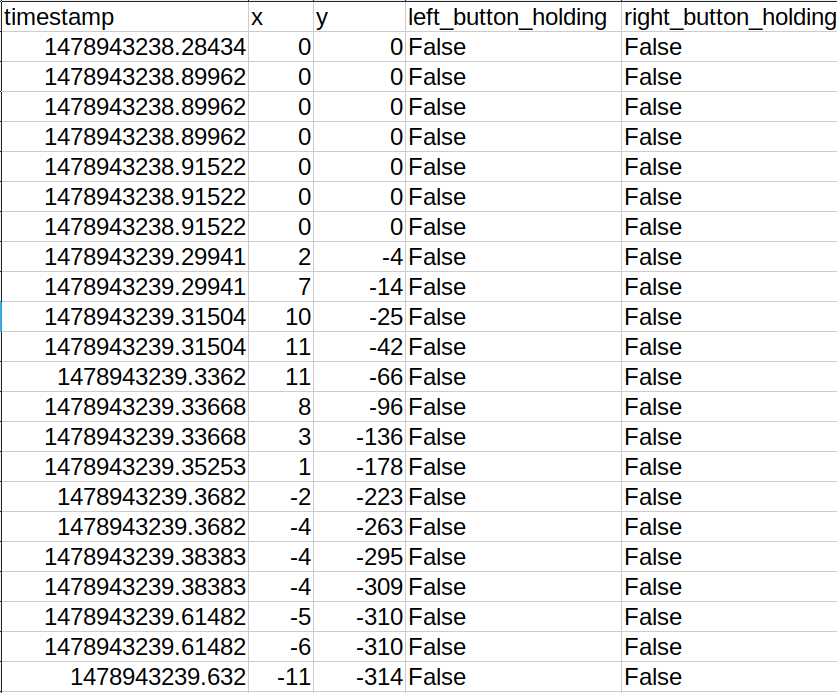 timestamp x y left_button_holding right_button_holding
1478943238.28434 0 0 False False
1478943238.89962 0 0 False False
1478943238.89962 0 0 False False
1478943238.89962 0 0 False False
1478943238.91522 0 0 False False
1478943238.91522 0 0 False False
1478943238.91522 0 0 False False
1478943239.29941 2 -4 False False
1478943239.29941 7 -14 False False
1478943239.31504 10 -25 False False
1478943239.31504 11 -42 False False
1478943239.3362 11 -66 False False
1478943239.33668 8 -96 False False
1478943239.33668 3 -136 False False
1478943239.35253 1 -178 False False
1478943239.3682 -2 -223 False False
1478943239.3682 -4 -263 False False
1478943239.38383 -4 -295 False False
1478943239.38383 -4 -309 False False
1478943239.61482 -5 -310 False False
1478943239.61482 -6 -310 False False
1478943239.632 -11 -314 False False